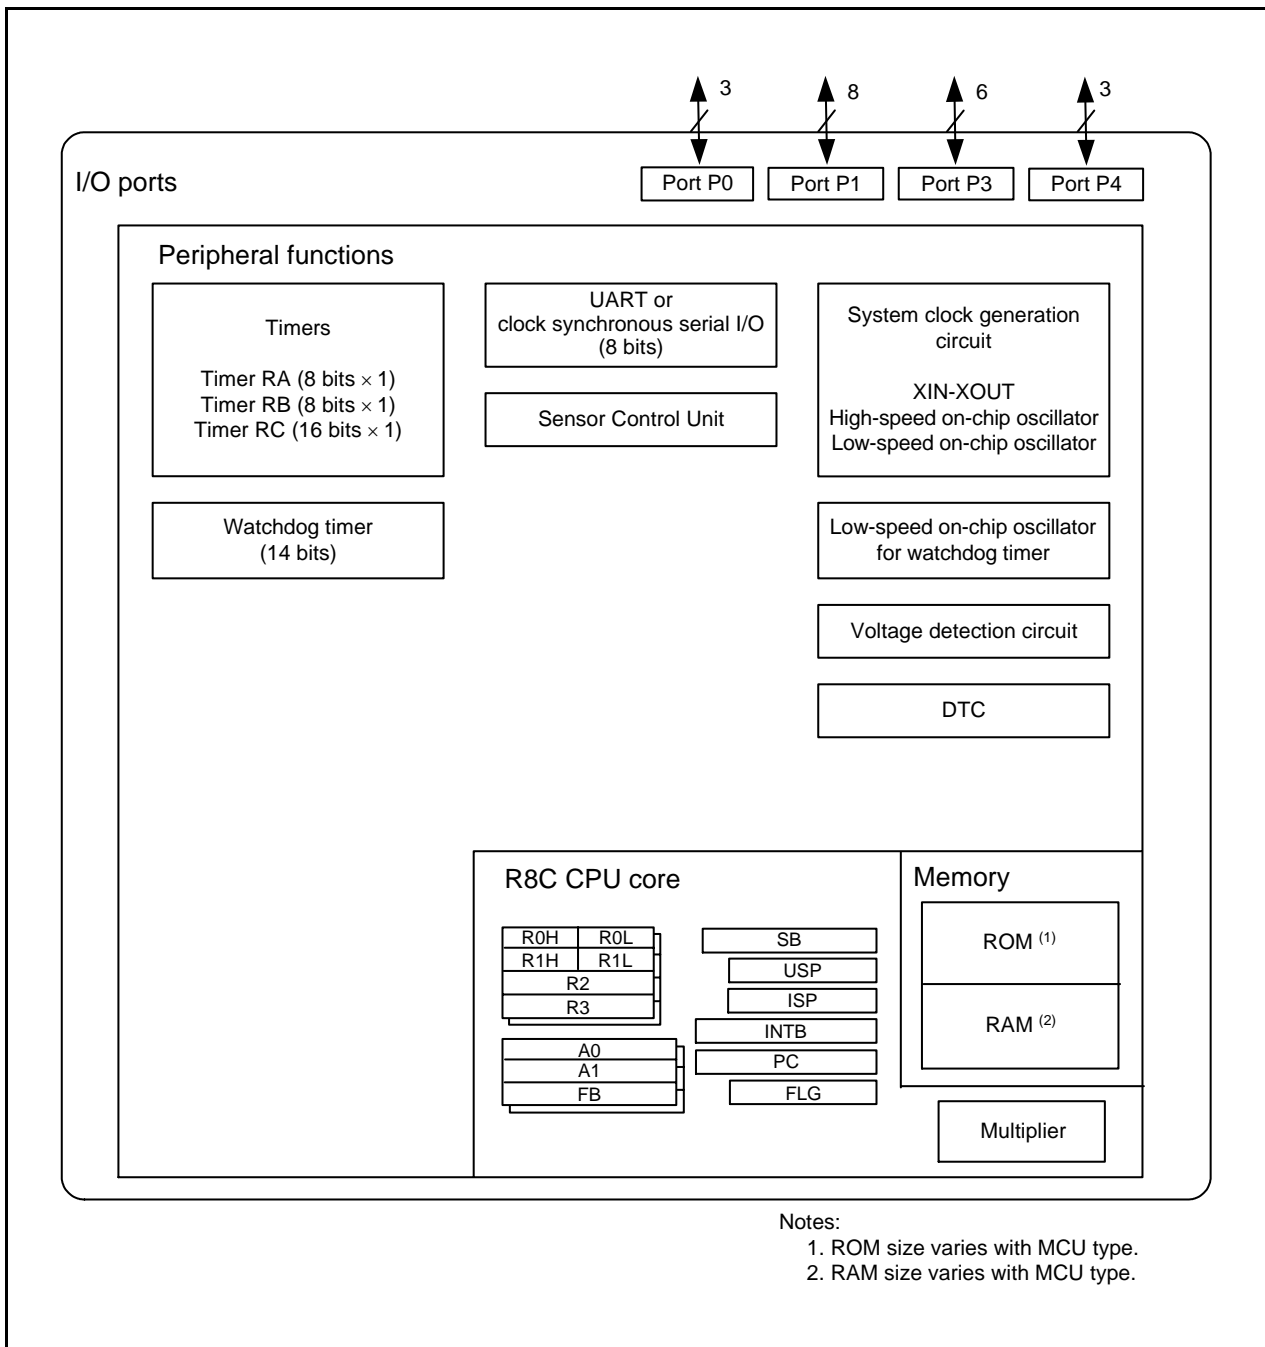 3
8
6
3
I/O ports
Port P0
Port P1
Port P3
Port P4
Peripheral functions
Timers
Timer RA (8 bits × 1)
Timer RB (8 bits × 1)
Timer RC (16 bits × 1)
UART or
clock synchronous serial I/O
(8 bits)
Sensor Control Unit
System clock generation
circuit
XIN-XOUT
High-speed on-chip oscillator
Low-speed on-chip oscillator
Watchdog timer
(14 bits)
Low-speed on-chip oscillator
for watchdog timer
Voltage detection circuit
DTC
R8C CPU core
R0H
R0L
R1H
R1L
R2
R3
A0
A1
FB
SB
USP
ISP
INTB
PC
FLG
Memory
ROM (1)
RAM (2)
Multiplier
Notes:
1. ROM size varies with MCU type.
2. RAM size varies with MCU type.